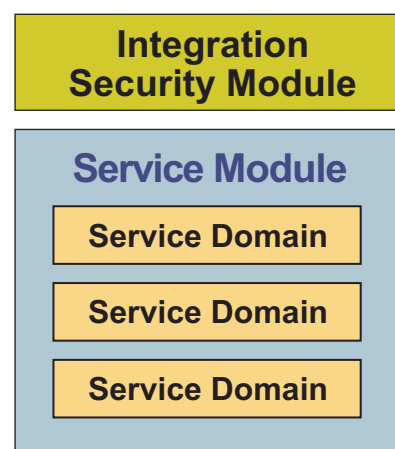 Integration
Security Module
Service Module
Service Domain
Service Domain
Service Domain